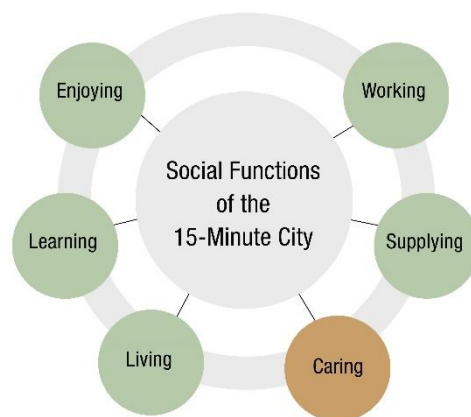 Enjoying
Working
Social Functions
of the
15-Minute City
Learning
Supplying
Living
Caring